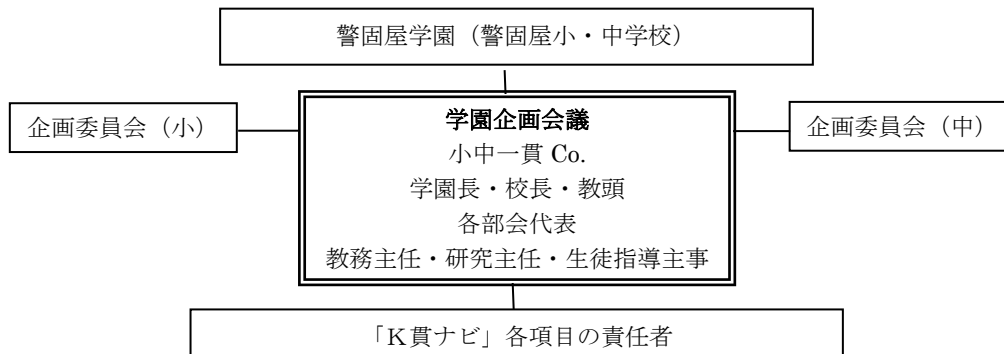 警固屋学園(警固屋小・中学校)
企画委員会(小)
学園企画会議
小中一貫 Co.
学園長・校長・教頭
各部会代表
教務主任・研究主任・生徒指導主事
企画委員会(中)
「K貫ナビ」各項目の責任者